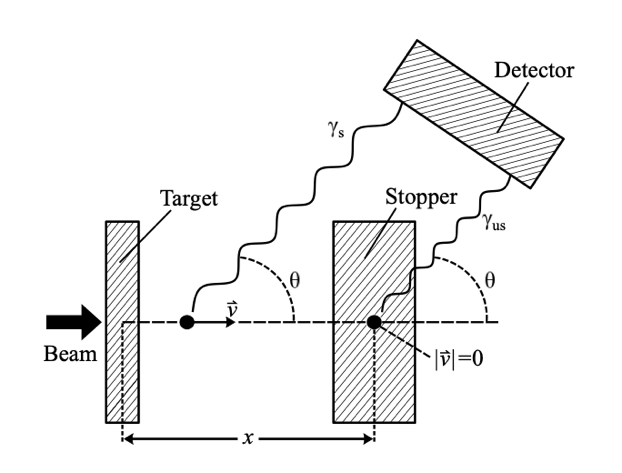 Detector
γs
Target
Stopper
γus
θ
θ
v⃗
Beam
|v⃗|=0
x